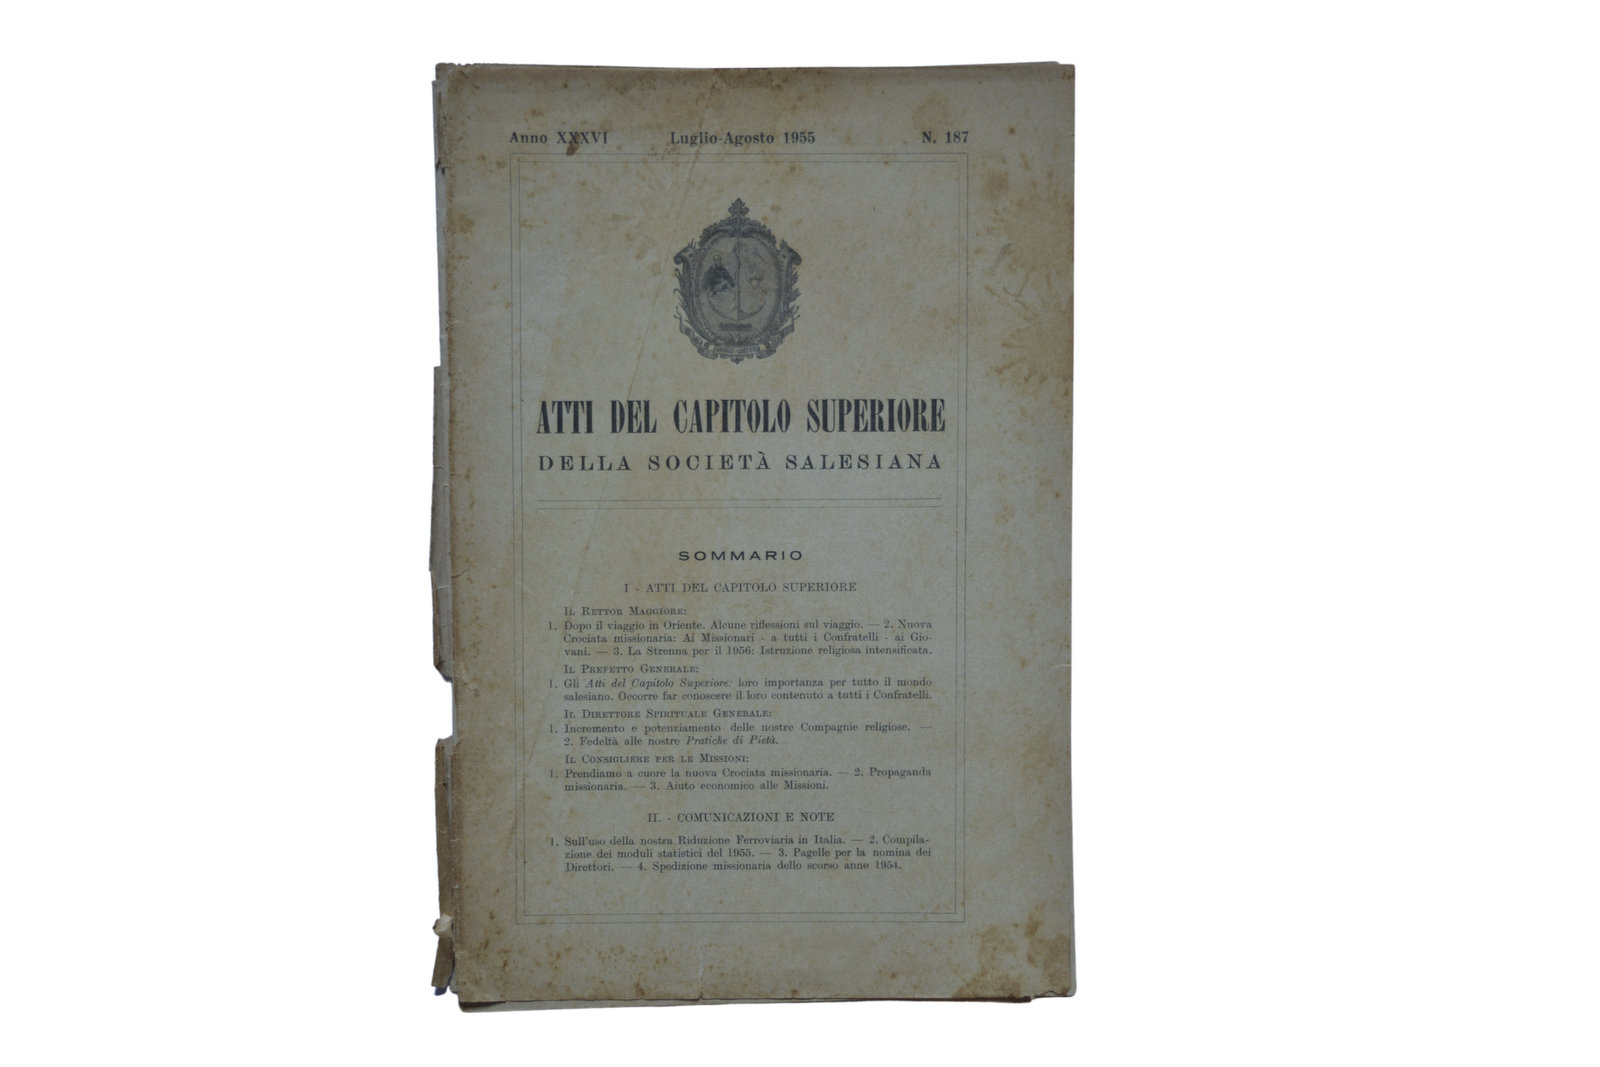 Anno XXXVI Luglio-Agosto 1955 N. 187
ATTI DEL CAPITOLO SUPERIORE
DELLA SOCIETÀ SALESIANA
SOMMARIO
I - ATTI DEL CAPITOLO SUPERIORE
IL RETTOR MAGGIORE:
1. Dopo il viaggio in Oriente. Alcune riflessioni sul viaggio. — 2. Nuova
Crociata missionaria: Ai Missionari - a tutti i Confratelli - ai Gio-
vani. — 3. La Strenna per il 1956: Istruzione religiosa intensificata.
IL PREFETTO GENERALE:
1. Gli Atti del Capitolo Superiore: loro importanza per tutto il mondo
salesiano. Occorre far conoscere il loro contenuto a tutti i Confratelli.
IL DIRETTORE SPIRITUALE GENERALE:
1. Incremento e potenziamento delle nostre Compagnie religiose. —
2. Fedeltà alle nostre Pratiche di Pietà.
IL CONSIGLIERE PER LE MISSIONI:
1. Prendiamo a cuore la nuova Crociata missionaria. — 2. Propaganda
missionaria. — 3. Aiuto economico alle Missioni.
II. - COMUNICAZIONI E NOTE
1. Sull'uso della nostra Riduzione Ferroviaria in Italia. — 2. Compila-
zione dei moduli statistici del 1955. — 3. Pagelle per la nomina dei
Direttori. — 4. Spedizione missionaria dello scorso anno 1954.